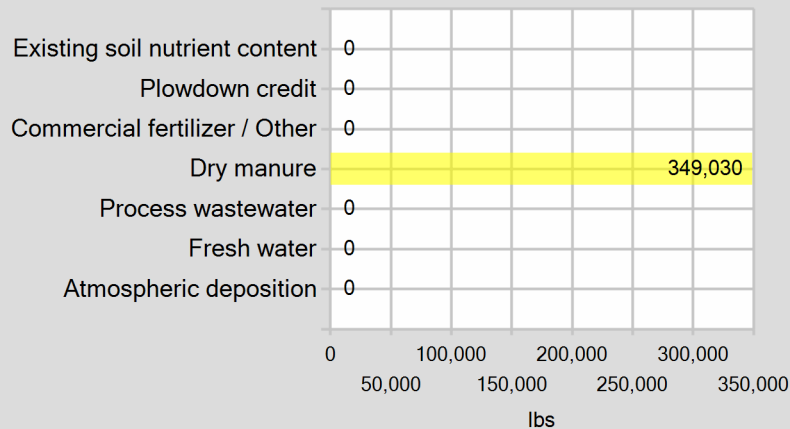 Existing soil nutrient content 0
Plowdown credit 0
Commercial fertilizer / Other 0
Dry manure 349,030
Process wastewater 0
Fresh water 0
Atmospheric deposition 0
0 100,000 200,000 300,000
50,000 150,000 250,000 350,000
lbs